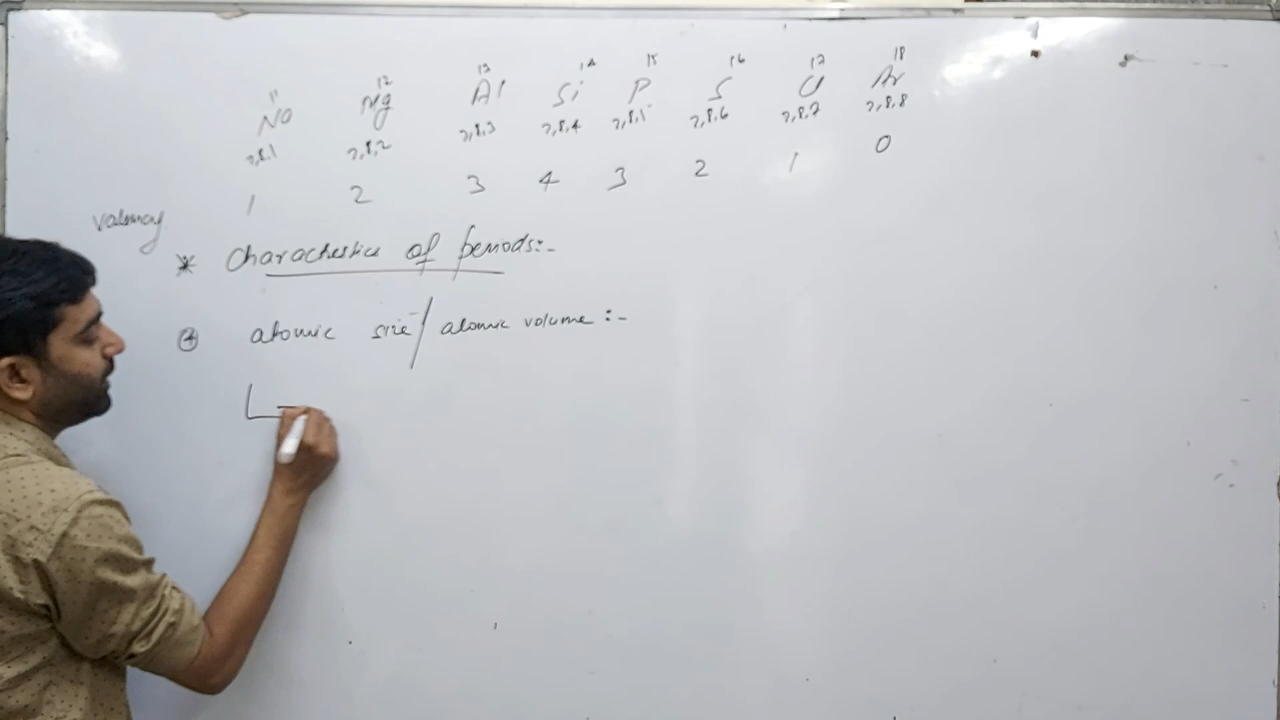 11 12 13 14 15 16 17 18
Na Mg Al Si P S Cl Ar
2,8,1 2,8,2 2,8,3 2,8,4 2,8,5 2,8,6 2,8,7 2,8,8
Valency 1 2 3 4 3 2 1 0
* Charachestics of periods:-
④ atomic size/ atomic volume :-